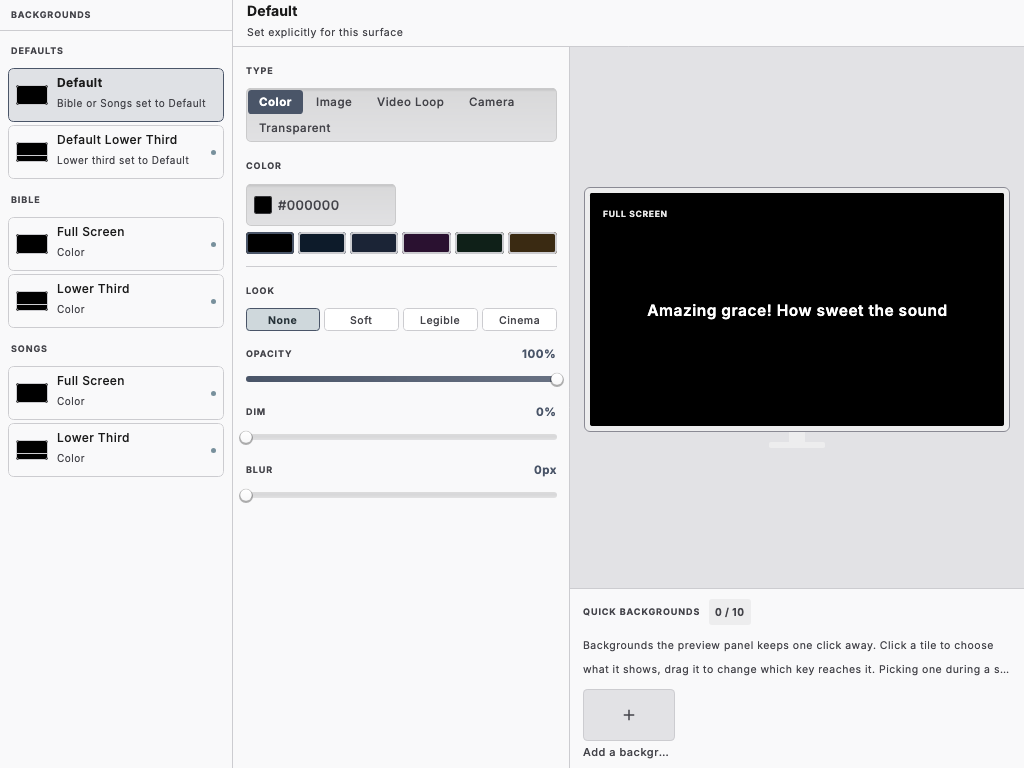 BACKGROUNDS
DEFAULTS
Default
Bible or Songs set to Default
Default Lower Third
Lower third set to Default
BIBLE
Full Screen
Color
Lower Third
Color
SONGS
Full Screen
Color
Lower Third
Color
Default
Set explicitly for this surface
TYPE
Color Image Video Loop Camera
Transparent
COLOR
#000000
LOOK
None Soft Legible Cinema
OPACITY 100%
DIM 0%
BLUR 0px
FULL SCREEN
Amazing grace! How sweet the sound
QUICK BACKGROUNDS 0 / 10
Backgrounds the preview panel keeps one click away. Click a tile to choose
what it shows, drag it to change which key reaches it. Picking one during a s...
+
Add a backgr...